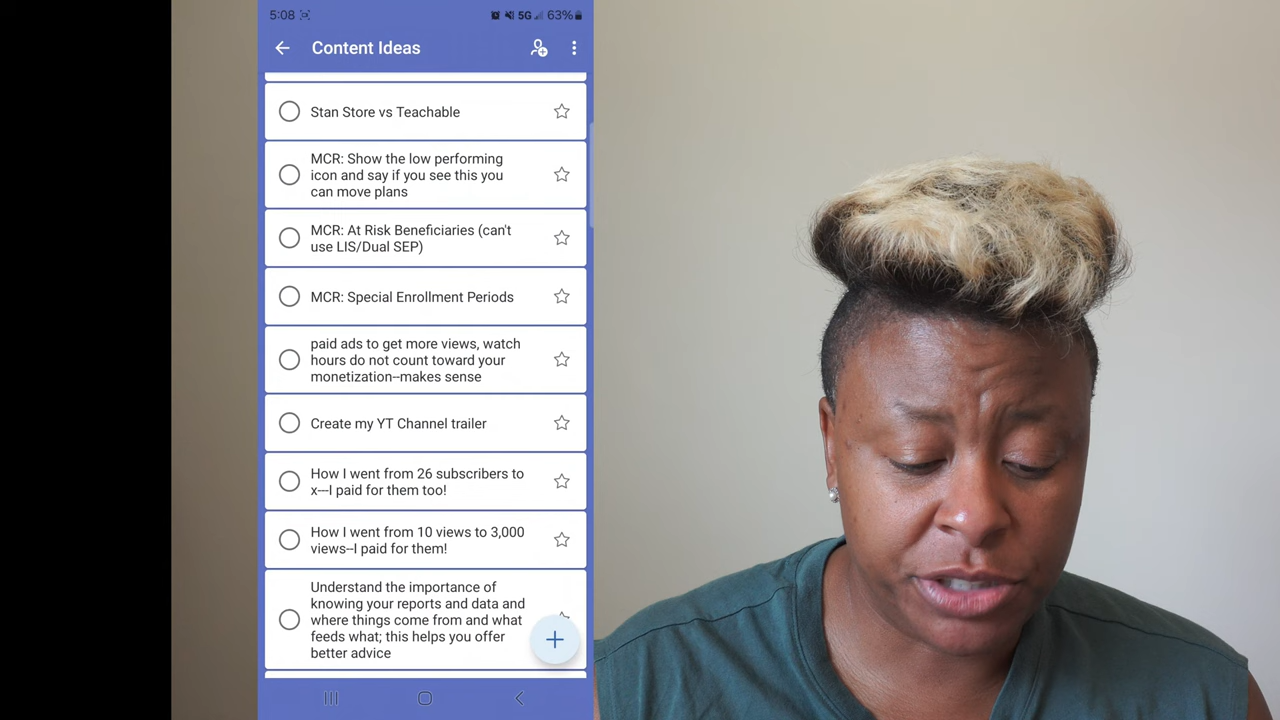 5:08
5G
63%
Content Ideas
Stan Store vs Teachable
MCR: Show the low performing
icon and say if you see this you
can move plans
MCR: At Risk Beneficiaries (can't
use LIS/Dual SEP)
MCR: Special Enrollment Periods
paid ads to get more views, watch
hours do not count toward your
monetization--makes sense
Create my YT Channel trailer
How I went from 26 subscribers to
x---I paid for them too!
How I went from 10 views to 3,000
views--I paid for them!
Understand the importance of
knowing your reports and data and
where things come from and what
feeds what; this helps you offer
better advice